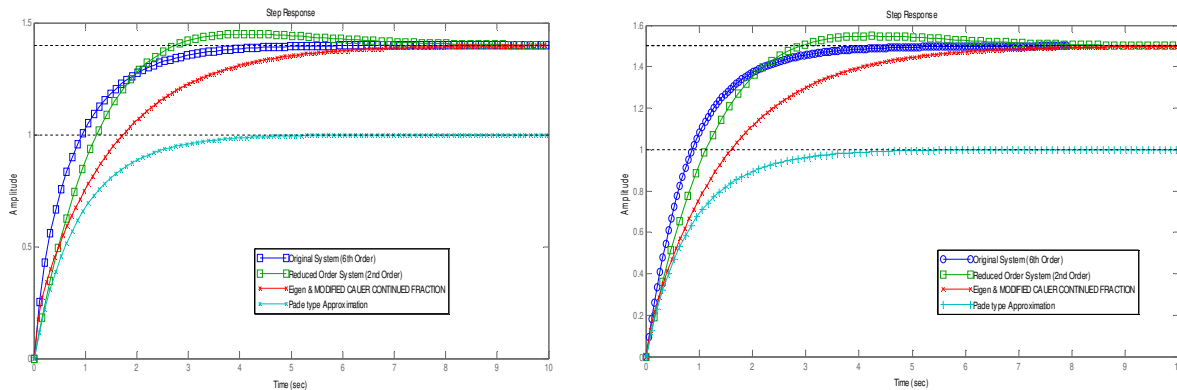 Step Response
1.5
1
0.5
0
Amplitude
0 1 2 3 4 5 6 7 8 9 10
Time (sec)
Original System (6th Order)
Reduced Order System (2nd Order)
Eigen & MODIFIED CAUER CONTINUED FRACTION
Pade type Approximation
Step Response
1.6
1.4
1.2
1
0.8
0.6
0.4
0.2
0
Amplitude
0 1 2 3 4 5 6 7 8 9 10
Time (sec)
Original System (6th Order)
Reduced Order System (2nd Order)
Eigen & MODIFIED CAUER CONTINUED FRACTION
Pade type Approximation